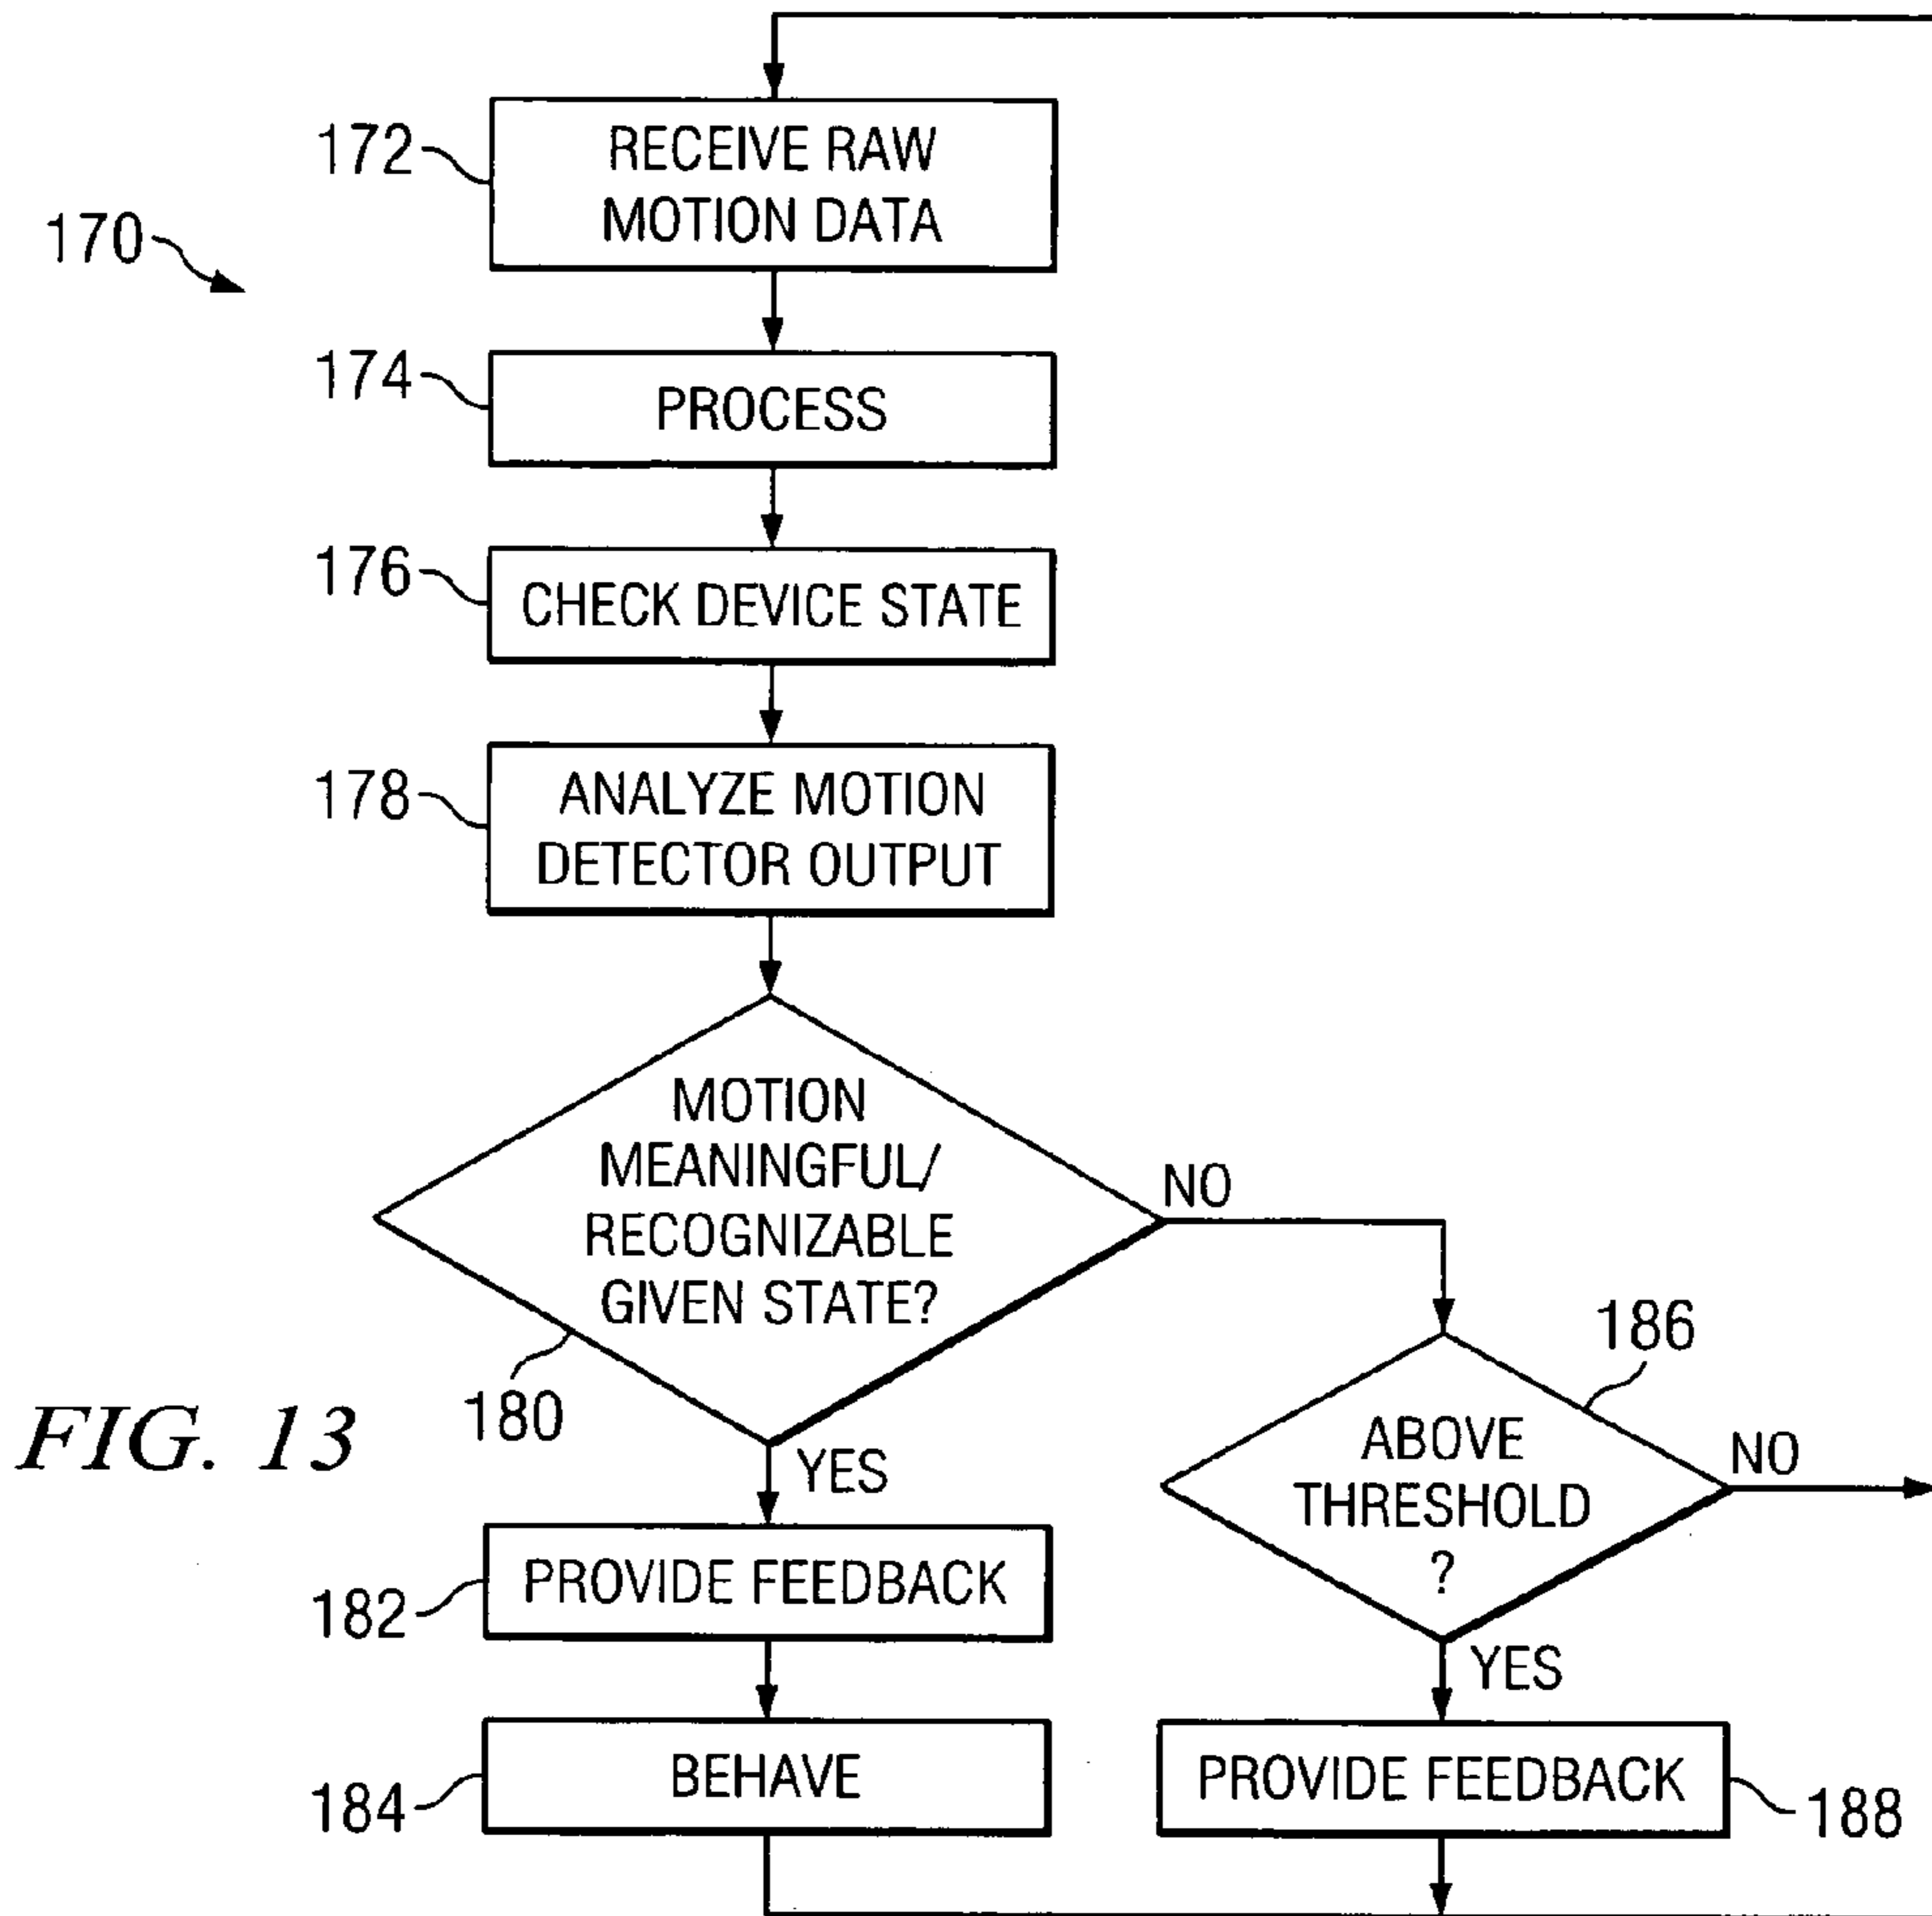 170
172
RECEIVE RAW
MOTION DATA
174
PROCESS
176
CHECK DEVICE STATE
178
ANALYZE MOTION
DETECTOR OUTPUT
MOTION
MEANINGFUL/
RECOGNIZABLE
GIVEN STATE?
180
NO
YES
186
ABOVE
THRESHOLD
?
NO
YES
182
PROVIDE FEEDBACK
184
BEHAVE
PROVIDE FEEDBACK
188
FIG. 13